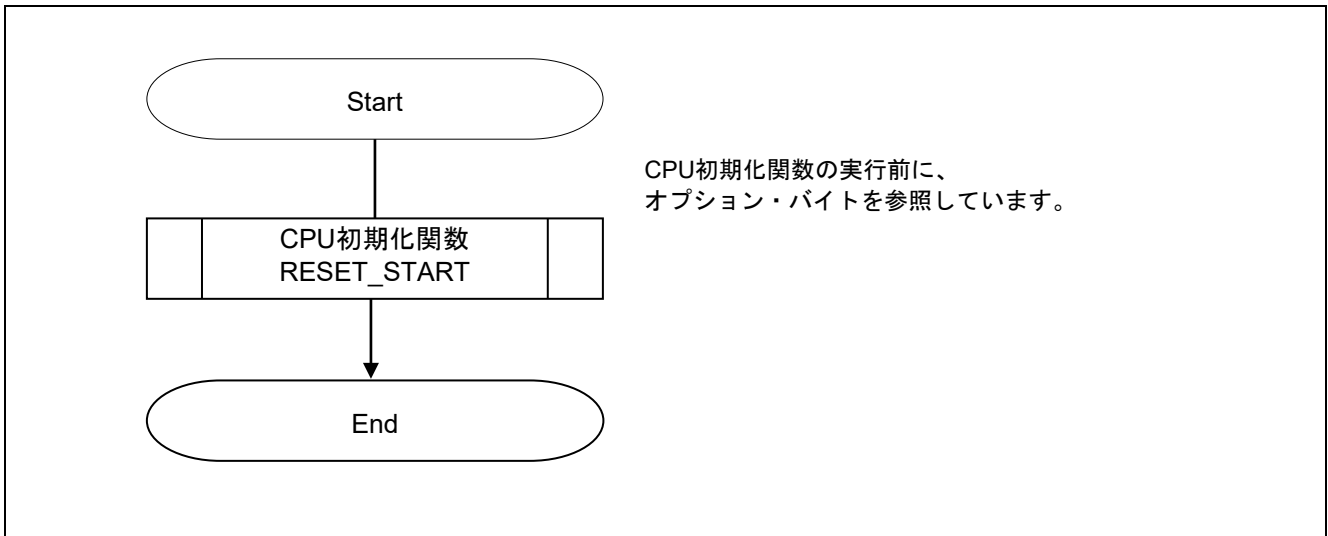 Start
CPU初期化関数の実行前に、
オプション・バイトを参照しています。
CPU初期化関数
RESET_START
End